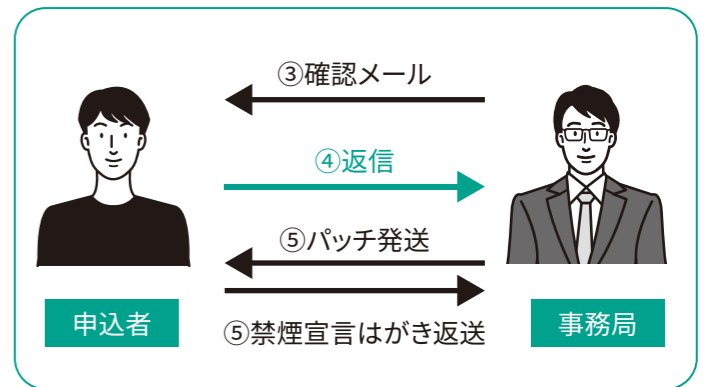 ③確認メール
④返信
⑤パッチ発送
⑤禁煙宣言はがき返送
申込者
事務局